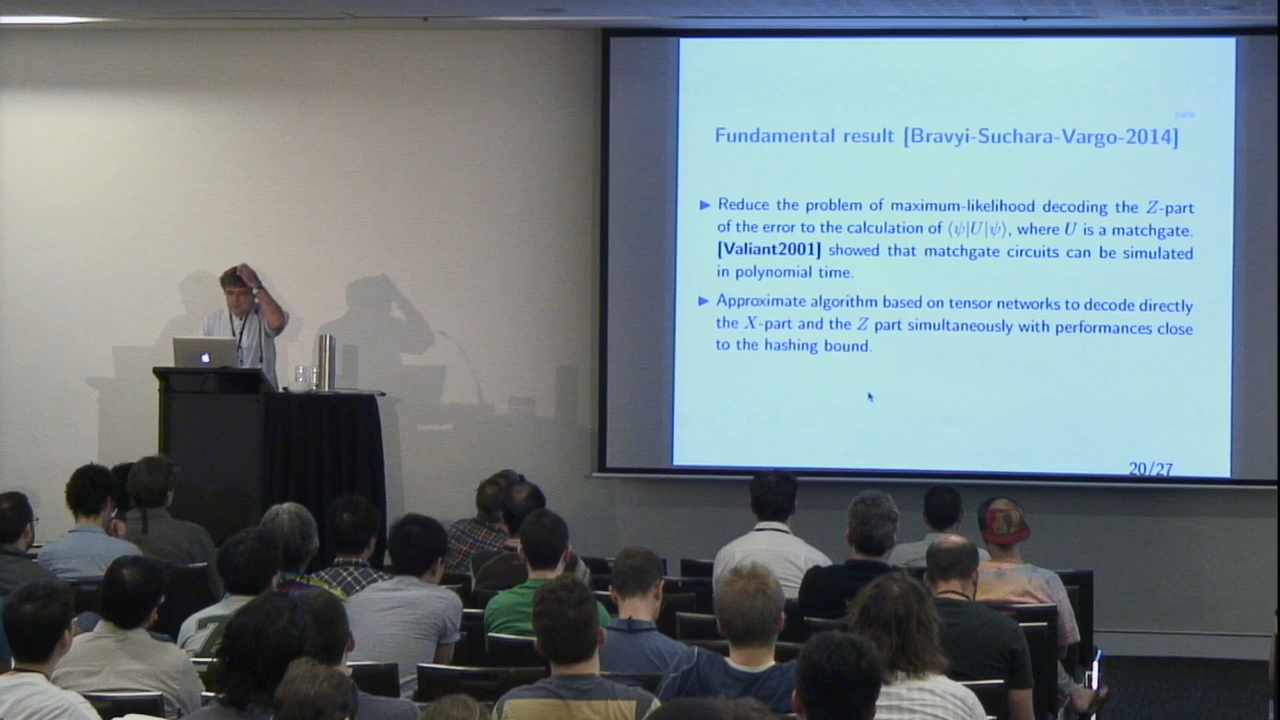 toric
Fundamental result [Bravyi-Suchara-Vargo-2014]
▶ Reduce the problem of maximum-likelihood decoding the Z-part
of the error to the calculation of ⟨ψ|U|ψ⟩, where U is a matchgate.
[Valiant2001] showed that matchgate circuits can be simulated
in polynomial time.
▶ Approximate algorithm based on tensor networks to decode directly
the X-part and the Z part simultaneously with performances close
to the hashing bound.
20/27